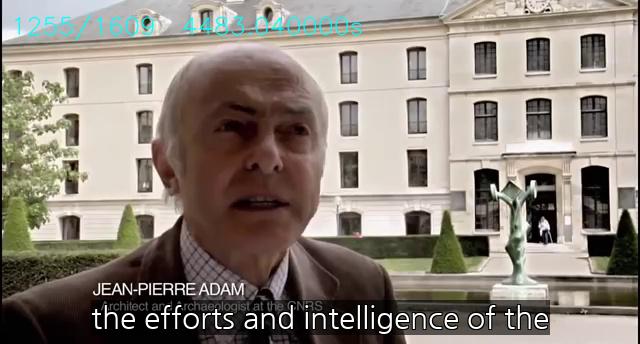 1255/1609 4483.040000s
JEAN-PIERRE ADAM
Architect and Archaeologist at the CNRS
the efforts and intelligence of the